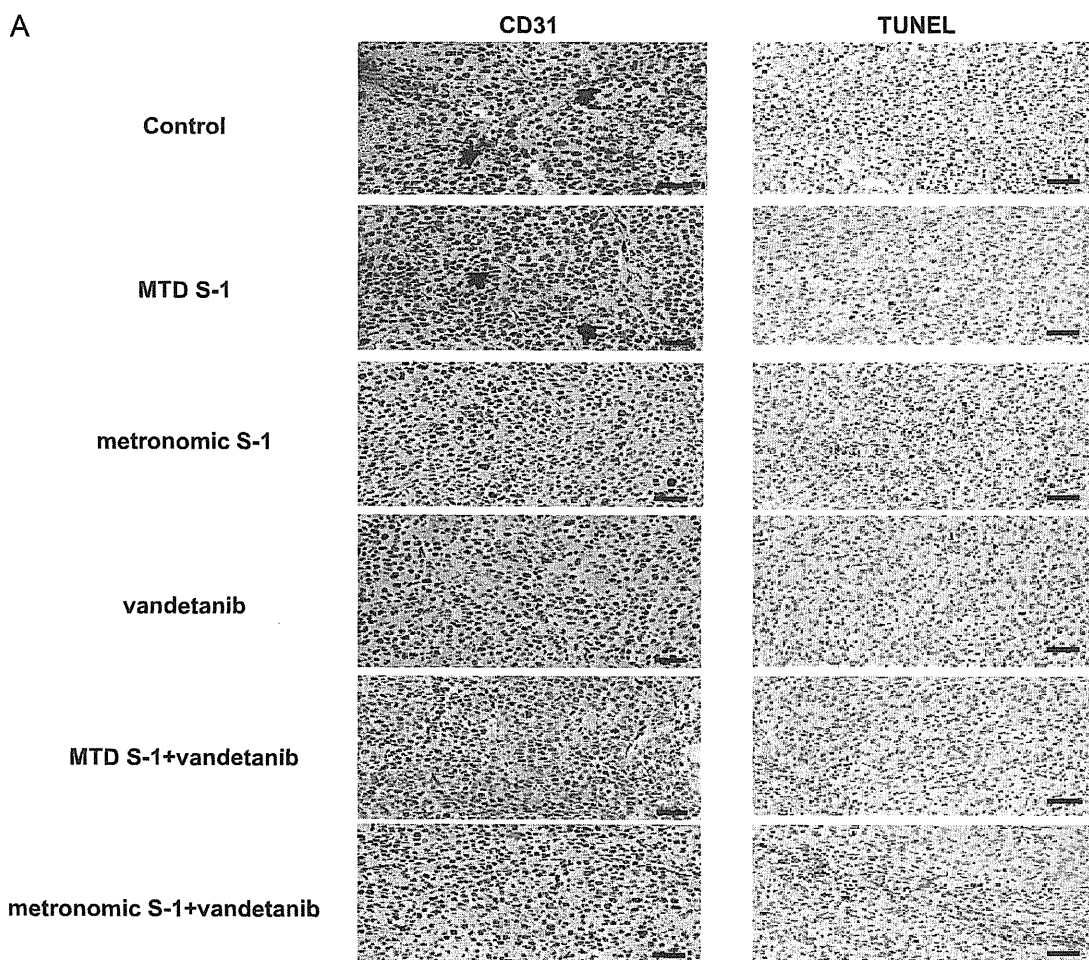 A
CD31 TUNEL
Control
MTD S-1
metronomic S-1
vandetanib
MTD S-1+vandetanib
metronomic S-1+vandetanib